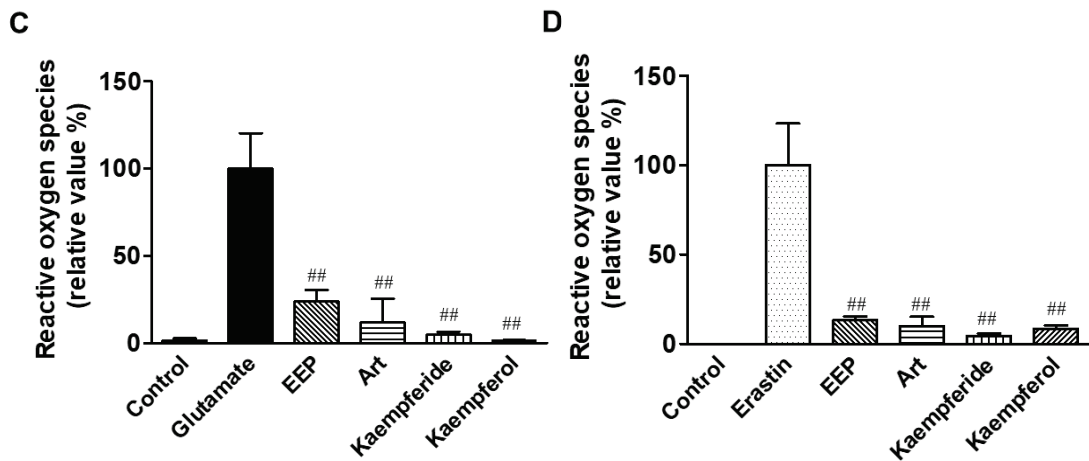 C
Reactive oxygen species
(relative value %)
150
100
50
0
##
##
##
##
Control
Glutamate
EEP
Art
Kaempferide
Kaempferol
D
Reactive oxygen species
(relative value %)
150
100
50
0
##
##
##
##
Control
Erastin
EEP
Art
Kaempferide
Kaempferol